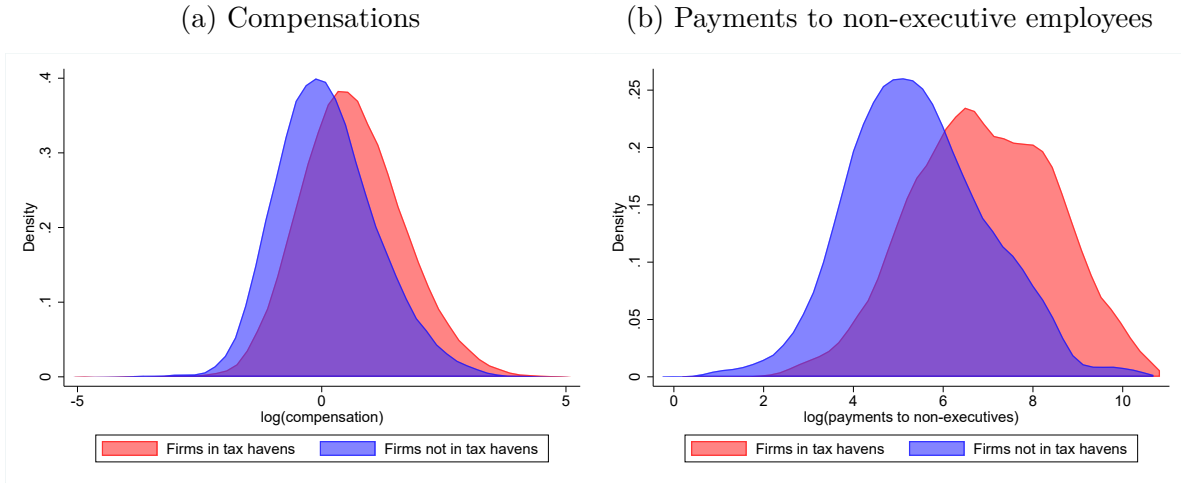 (a) Compensations
(b) Payments to non-executive employees
Density
.4
.3
.2
.1
0
-5
0
5
log(compensation)
Firms in tax havens
Firms not in tax havens
Density
.25
.2
.15
.1
.05
0
0
2
4
6
8
10
log(payments to non-executives)
Firms in tax havens
Firms not in tax havens